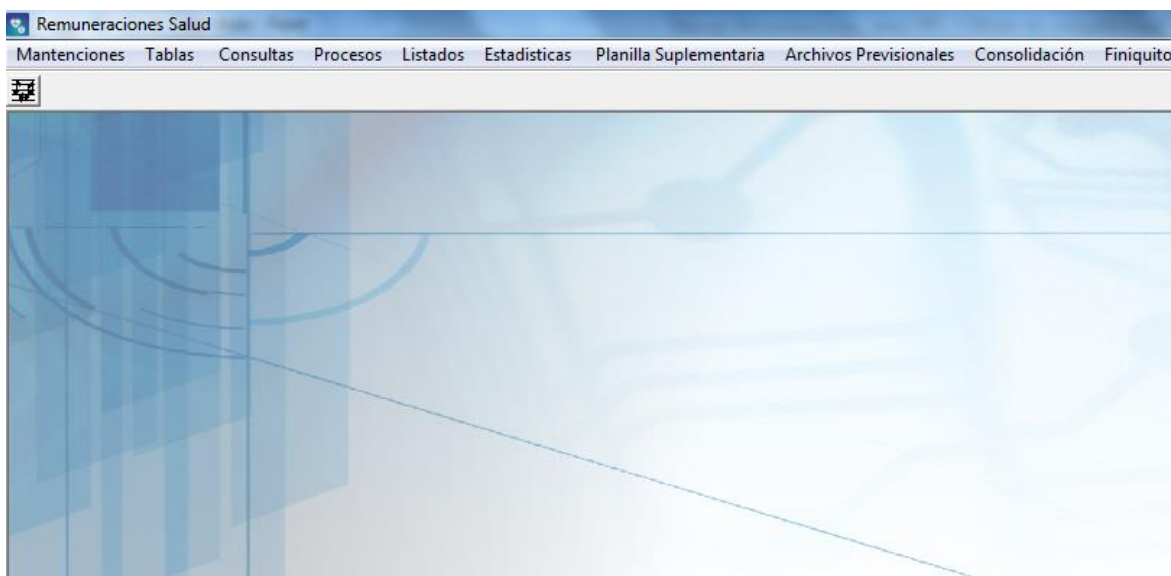 Remuneraciones Salud
Mantenciones Tablas Consultas Procesos Listados Estadisticas Planilla Suplementaria Archivos Previsionales Consolidación Finiquito